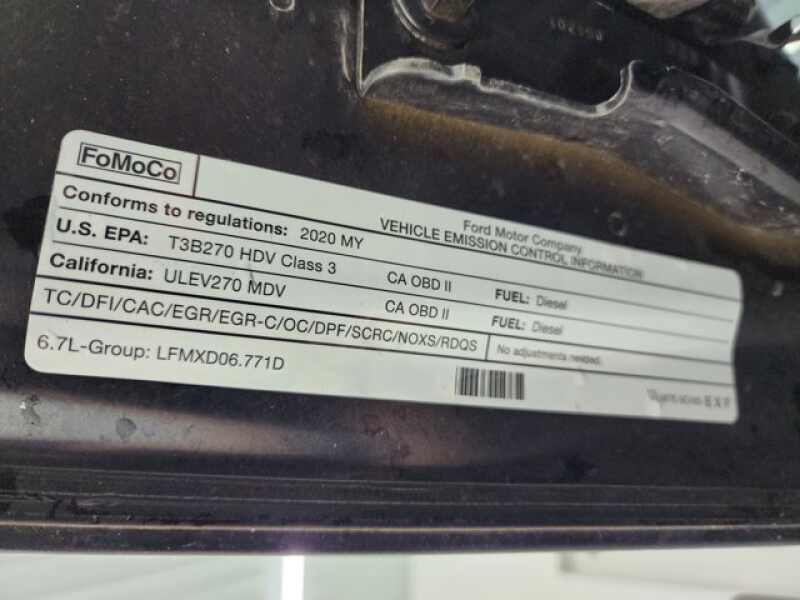 FoMoCo
Ford Motor Company
VEHICLE EMISSION CONTROL INFORMATION
Conforms to regulations: 2020 MY
U.S. EPA: T3B270 HDV Class 3 CA OBD II FUEL: Diesel
California: ULEV270 MDV CA OBD II FUEL: Diesel
TC/DFI/CAC/EGR/EGR-C/OC/DPF/SCRC/NOXS/RDQS No adjustments needed.
6.7L-Group: LFMXD06.771D